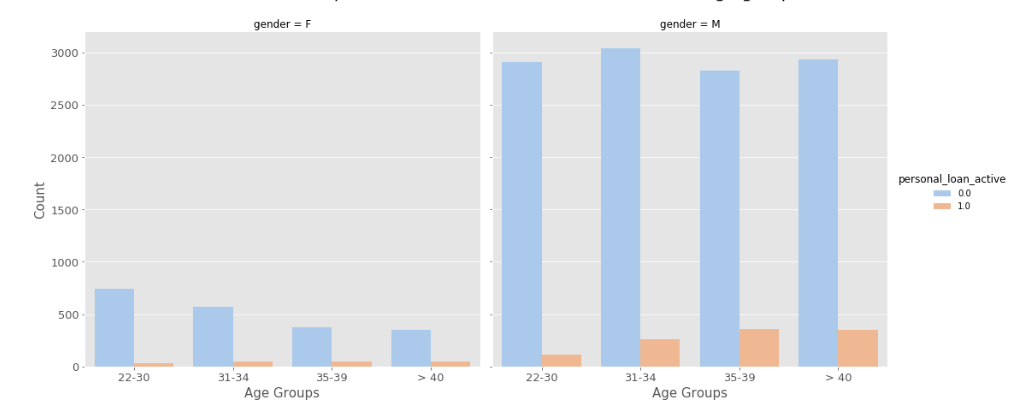 gender = F
gender = M
3000
2500
2000
1500
1000
500
0
Count
22-30 31-34 35-39 > 40
Age Groups
22-30 31-34 35-39 > 40
Age Groups
personal_loan_active
0.0
1.0